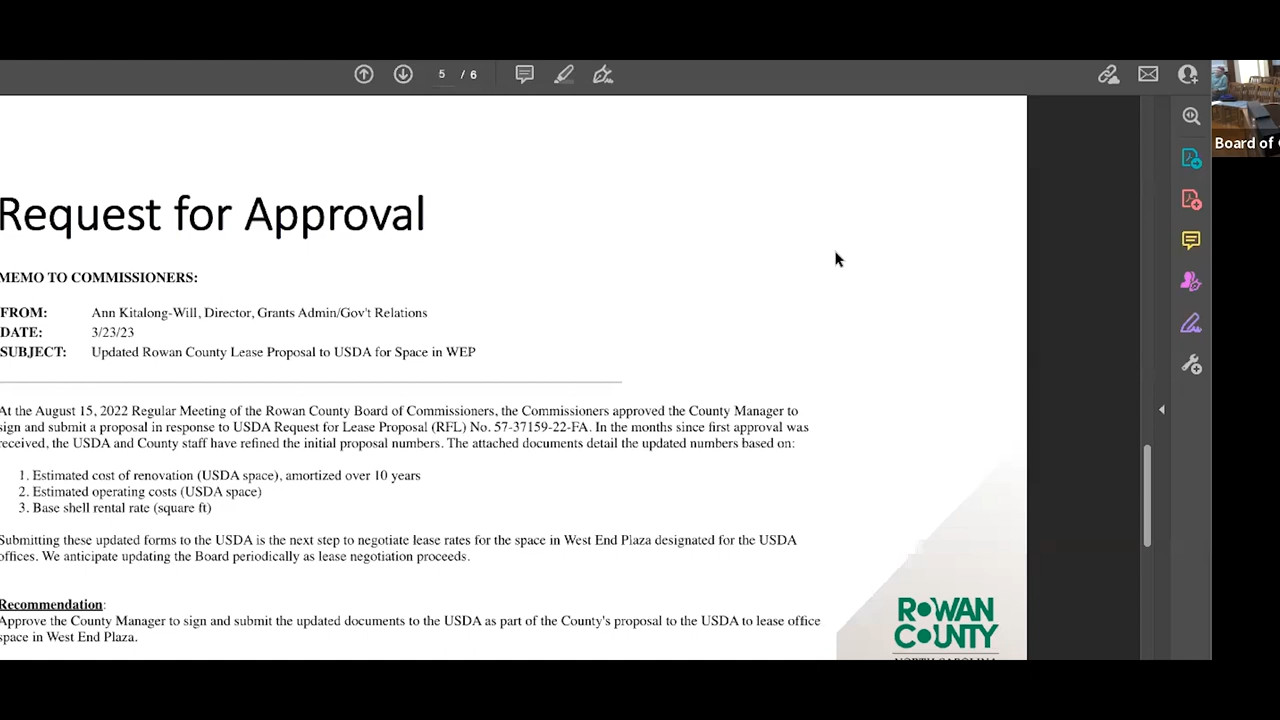 5 / 6
Board of
Request for Approval
MEMO TO COMMISSIONERS:
FROM: Ann Kitalong-Will, Director, Grants Admin/Gov't Relations
DATE: 3/23/23
SUBJECT: Updated Rowan County Lease Proposal to USDA for Space in WEP
At the August 15, 2022 Regular Meeting of the Rowan County Board of Commissioners, the Commissioners approved the County Manager to
sign and submit a proposal in response to USDA Request for Lease Proposal (RFL) No. 57-37159-22-FA. In the months since first approval was
received, the USDA and County staff have refined the initial proposal numbers. The attached documents detail the updated numbers based on:
1. Estimated cost of renovation (USDA space), amortized over 10 years
2. Estimated operating costs (USDA space)
3. Base shell rental rate (square ft)
Submitting these updated forms to the USDA is the next step to negotiate lease rates for the space in West End Plaza designated for the USDA
offices. We anticipate updating the Board periodically as lease negotiation proceeds.
Recommendation:
Approve the County Manager to sign and submit the updated documents to the USDA as part of the County's proposal to the USDA to lease office
space in West End Plaza.
ROWAN
COUNTY